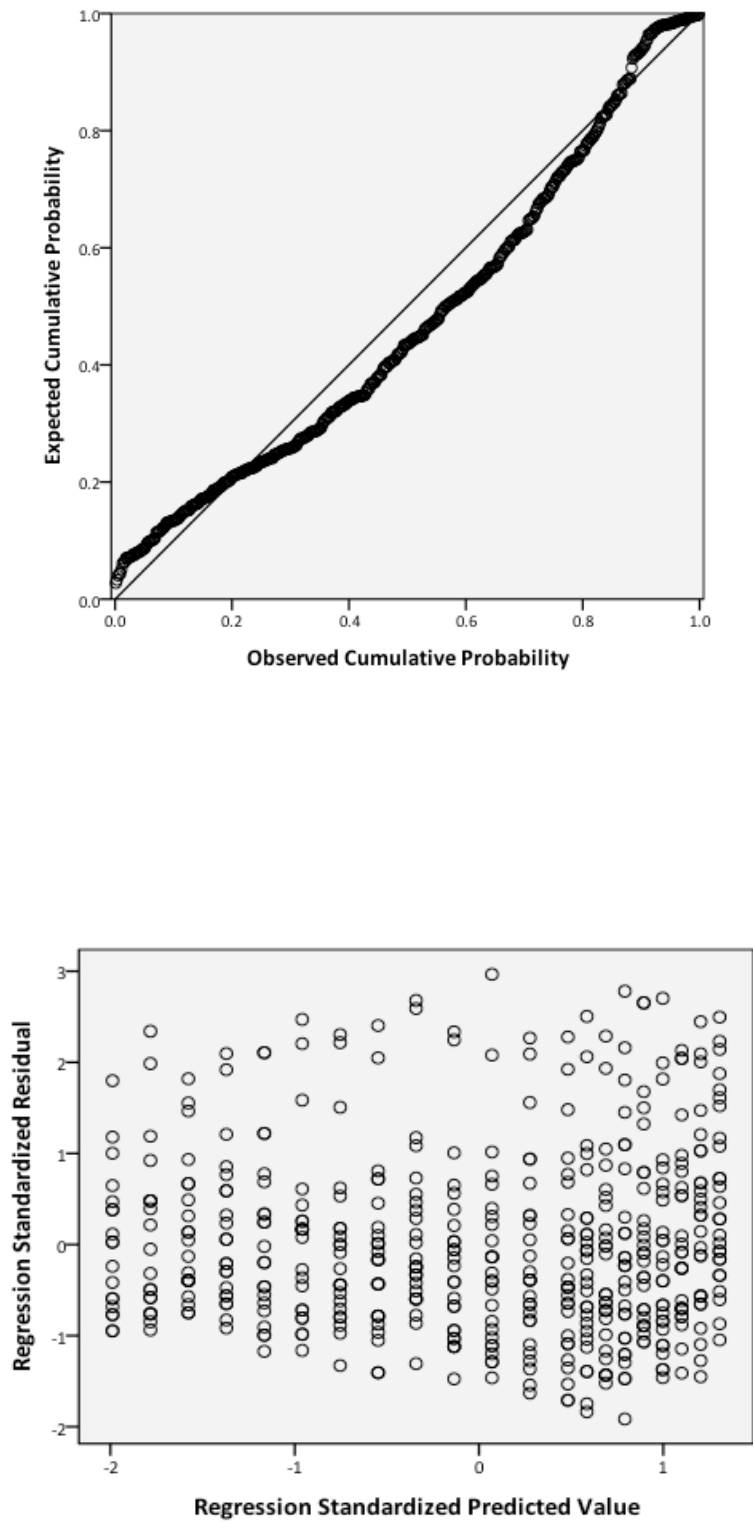 1.0
0.8
0.6
0.4
0.2
0.0
Expected Cumulative Probability
0.0 0.2 0.4 0.6 0.8 1.0
Observed Cumulative Probability
3
2
1
0
-1
-2
Regression Standardized Residual
-2 -1 0 1
Regression Standardized Predicted Value